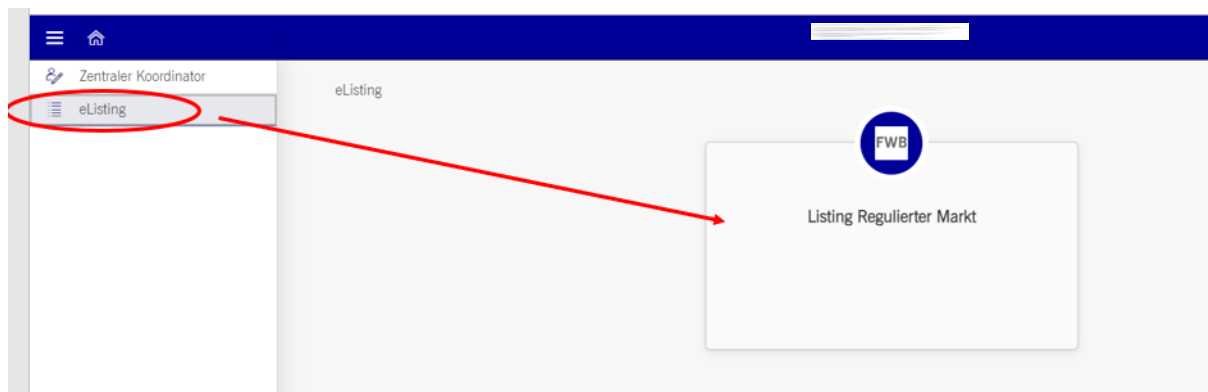 Zentraler Koordinator
eListing
eListing
FWB
Listing Regulierter Markt